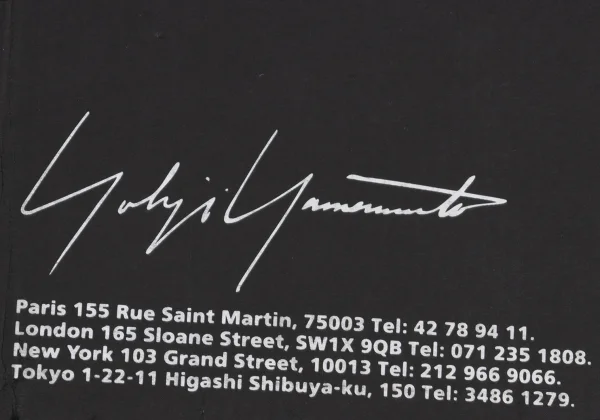 Yohji Yamamoto
Paris 155 Rue Saint Martin, 75003 Tel: 42 78 94 11.
London 165 Sloane Street, SW1X 9QB Tel: 071 235 1808.
New York 103 Grand Street, 10013 Tel: 212 966 9066.
Tokyo 1-22-11 Higashi Shibuya-ku, 150 Tel: 3486 1279.